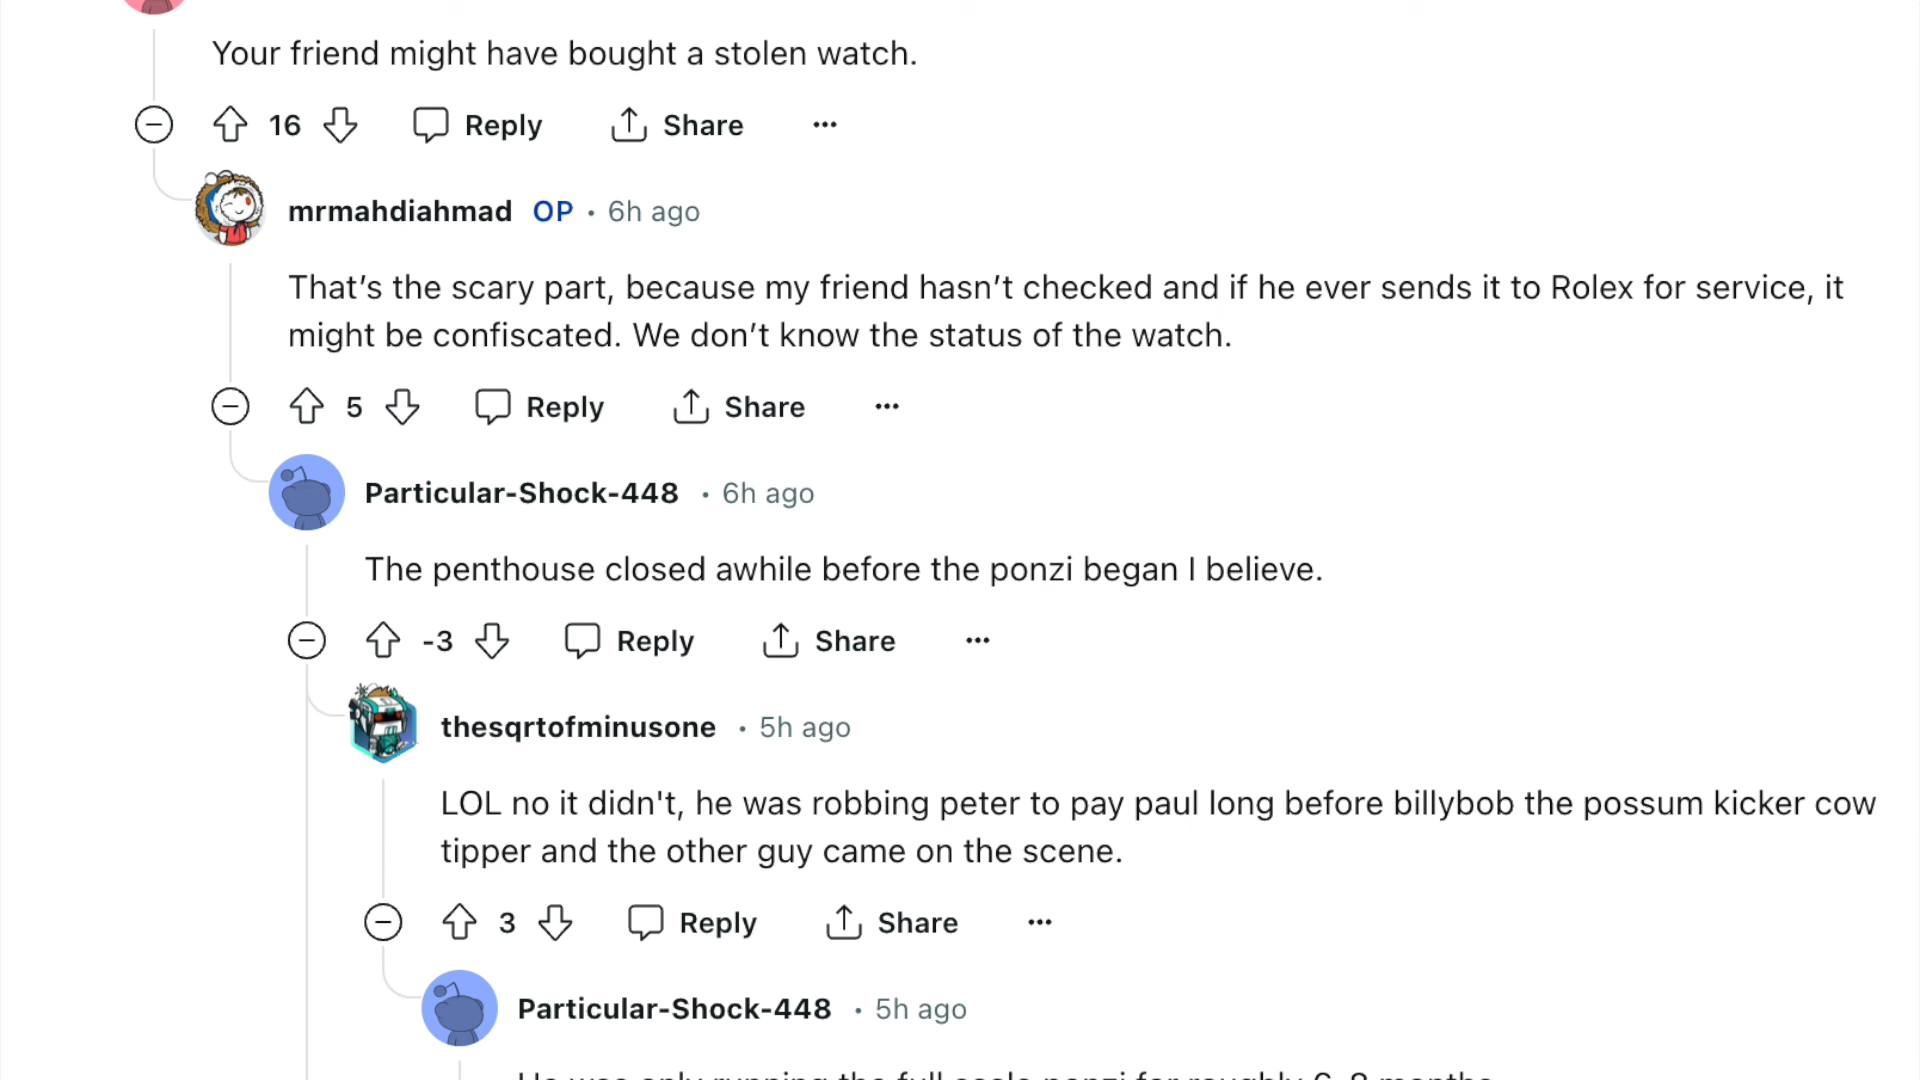 Your friend might have bought a stolen watch.
16 Reply Share ...
mrmahdiahmad OP • 6h ago
That’s the scary part, because my friend hasn’t checked and if he ever sends it to Rolex for service, it
might be confiscated. We don’t know the status of the watch.
5 Reply Share ...
Particular-Shock-448 • 6h ago
The penthouse closed awhile before the ponzi began I believe.
-3 Reply Share ...
thesqrtofminusone • 5h ago
LOL no it didn't, he was robbing peter to pay paul long before billybob the possum kicker cow
tipper and the other guy came on the scene.
3 Reply Share ...
Particular-Shock-448 • 5h ago
He was only running the full scale ponzi for roughly